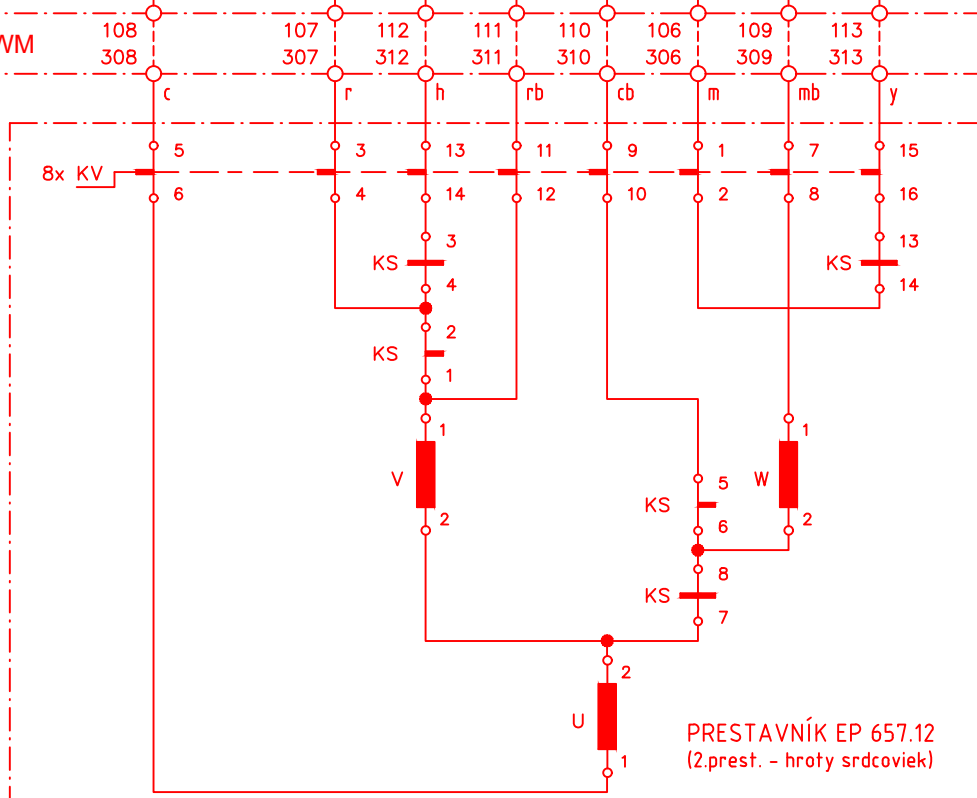 108 107 112 111 110 106 109 113
WM
308 307 312 311 310 306 309 313
c r h rb cb m mb y
5 3 13 11 9 1 7 15
8x KV
6 4 14 12 10 2 8 16
3 13
KS KS
4 14
2
KS
1
1 1
V W
5
KS
2 6 2
8
KS
7
2
U
1
PRESTAVNÍK EP 657.12
(2.prest. - hroty srdcoviek)